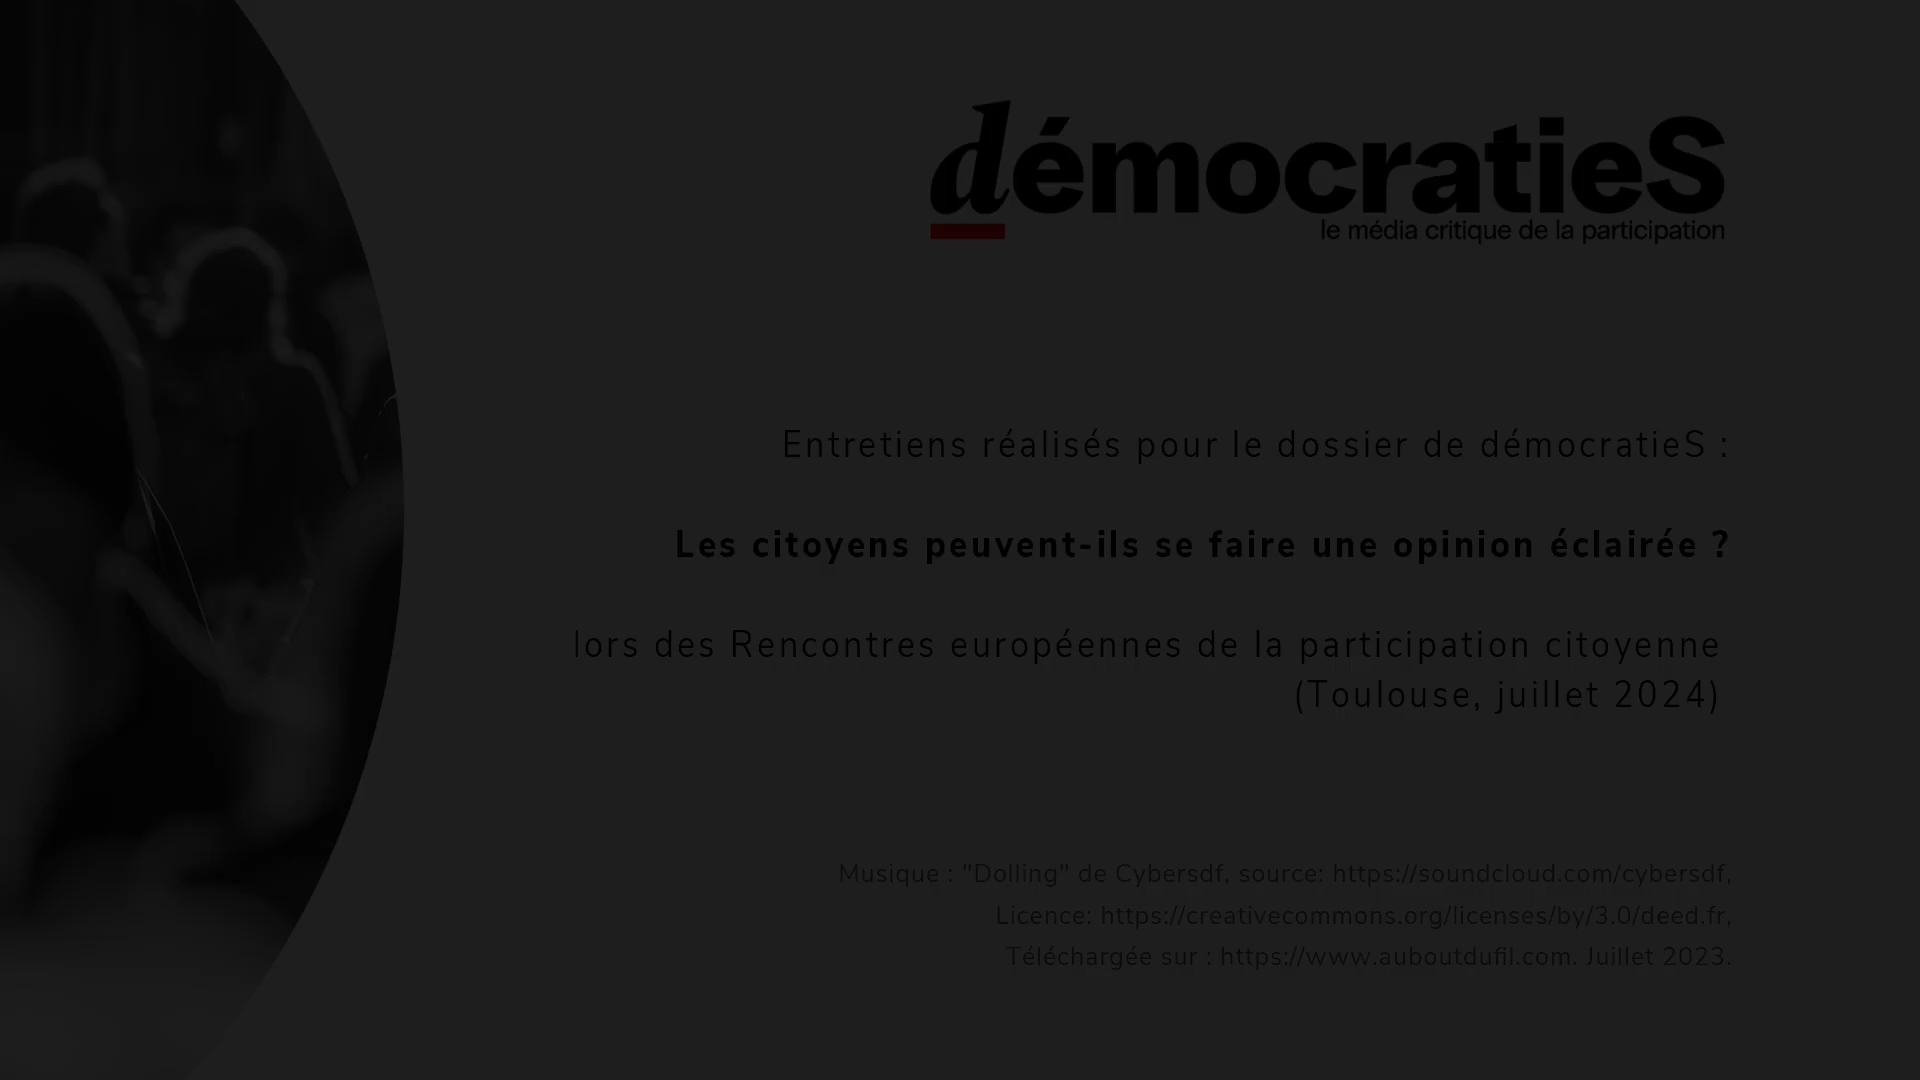 démocratieS
le média critique de la participation
Entretiens réalisés pour le dossier de démocratieS :
Les citoyens peuvent-ils se faire une opinion éclairée ?
lors des Rencontres européennes de la participation citoyenne
(Toulouse, juillet 2024)
Musique : "Dolling" de Cybersdf, source: https://soundcloud.com/cybersdf,
Licence: https://creativecommons.org/licenses/by/3.0/deed.fr,
Téléchargée sur : https://www.auboutdufil.com. Juillet 2023.